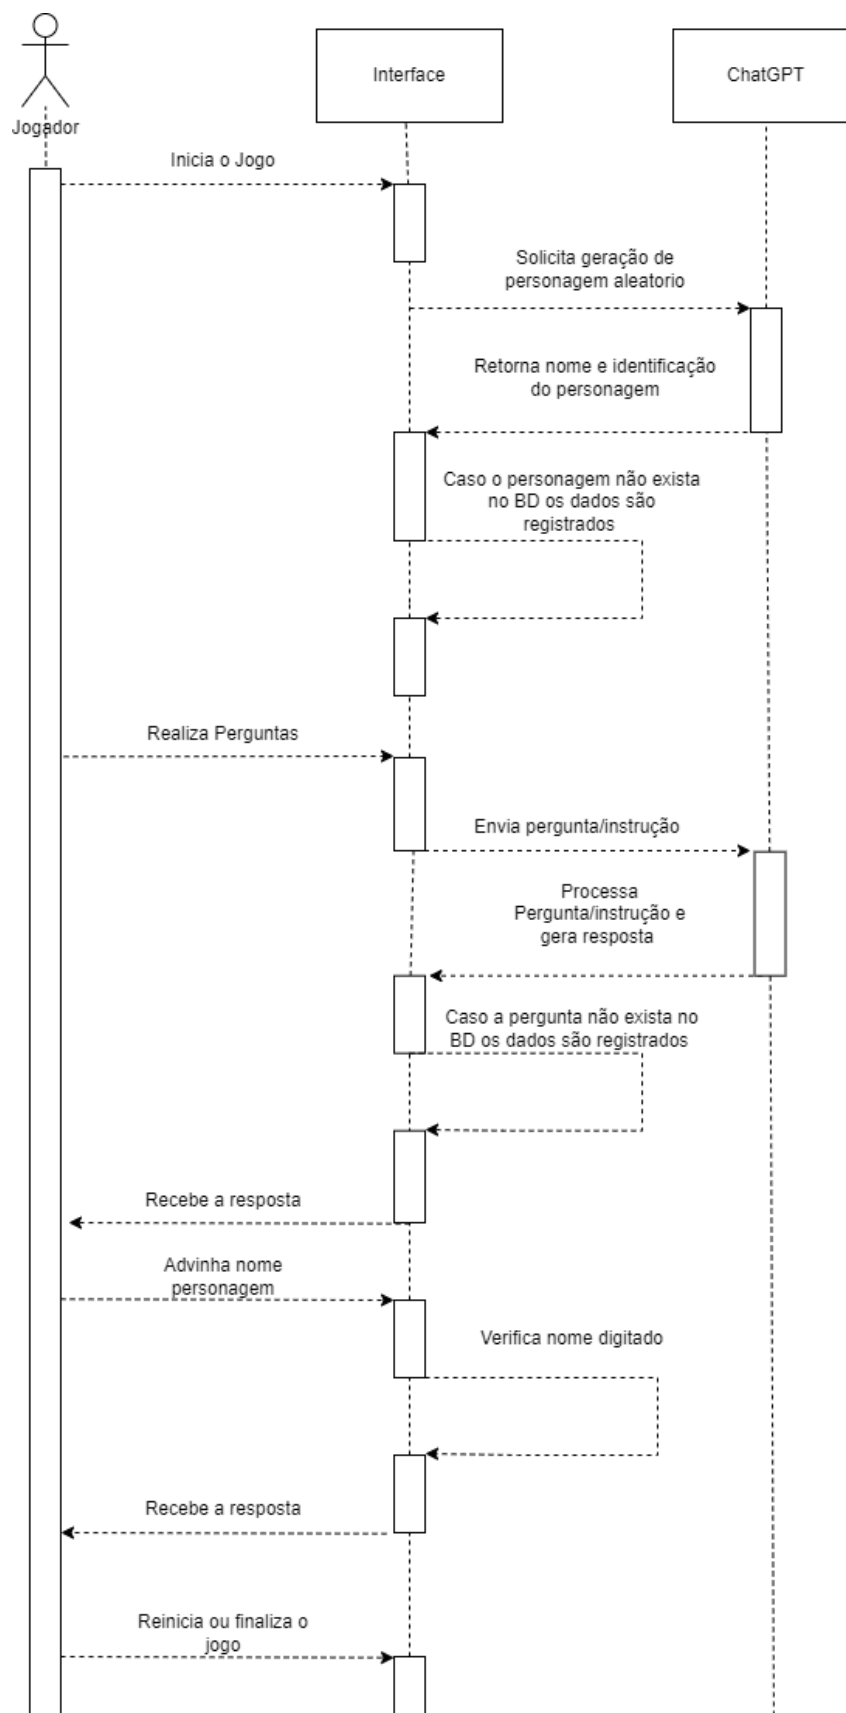 Interface
ChatGPT
Jogador
Inicia o Jogo
Solicita geração de
personagem aleatorio
Retorna nome e identificação
do personagem
Caso o personagem não exista
no BD os dados são
registrados
Realiza Perguntas
Envia pergunta/instrução
Processa
Pergunta/instrução e
gera resposta
Caso a pergunta não exista no
BD os dados são registrados
Recebe a resposta
Advinha nome
personagem
Verifica nome digitado
Recebe a resposta
Reinicia ou finaliza o
jogo